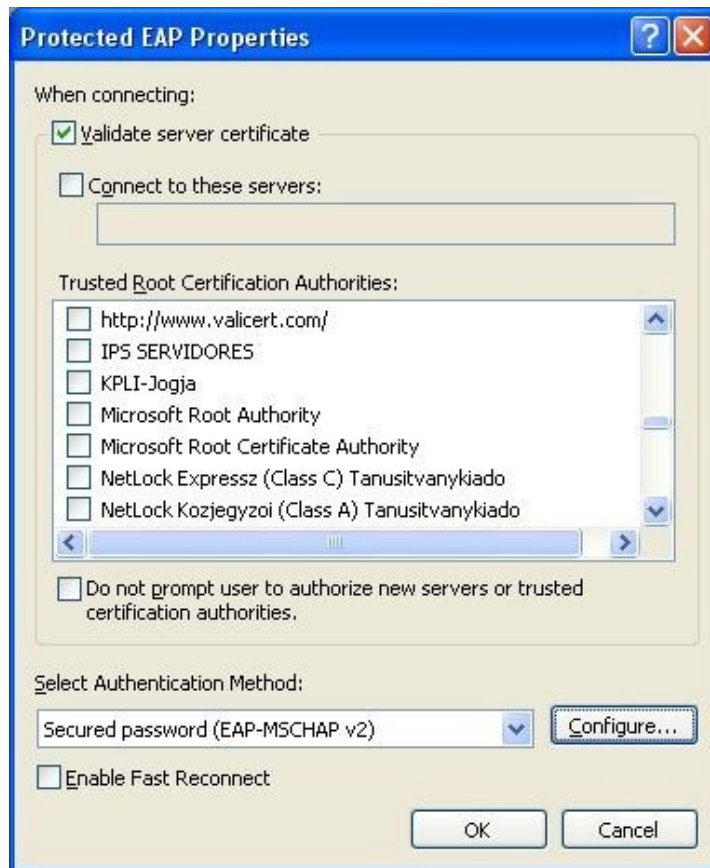 Protected EAP Properties
When connecting:
Validate server certificate
Connect to these servers:
Trusted Root Certification Authorities:
http://www.valicert.com/
IPS SERVIDORES
KPLI-Jogja
Microsoft Root Authority
Microsoft Root Certificate Authority
NetLock Expressz (Class C) Tanusitvanykiado
NetLock Kozjegyzoi (Class A) Tanusitvanykiado
Do not prompt user to authorize new servers or trusted
certification authorities.
Select Authentication Method:
Secured password (EAP-MSCHAP v2)
Configure...
Enable Fast Reconnect
OK
Cancel